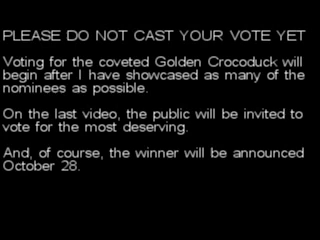 PLEASE DO NOT CAST YOUR VOTE YET
Voting for the coveted Golden Crocoduck will
begin after I have showcased as many of the
nominees as possible.
On the last video, the public will be invited to
vote for the most deserving.
And, of course, the winner will be announced
October 28.